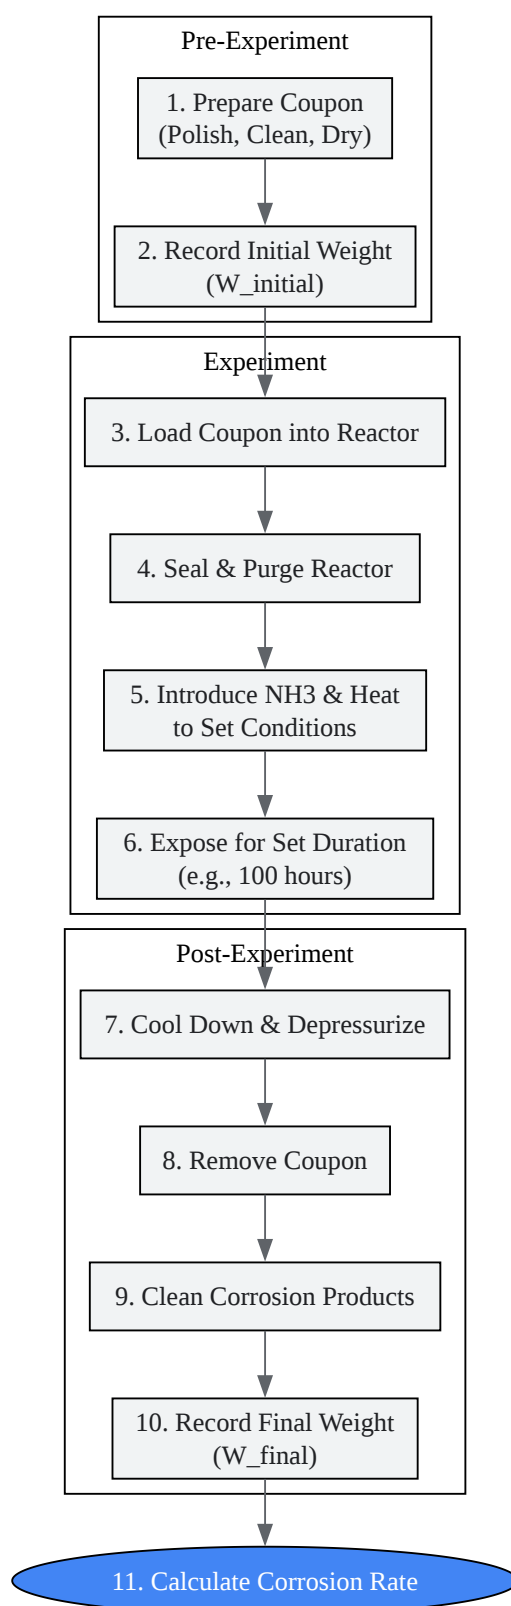 Pre-Experiment
1. Prepare Coupon
(Polish, Clean, Dry)
2. Record Initial Weight
(W_initial)
Experiment
3. Load Coupon into Reactor
4. Seal & Purge Reactor
5. Introduce NH3 & Heat
to Set Conditions
6. Expose for Set Duration
(e.g., 100 hours)
Post-Experiment
7. Cool Down & Depressurize
8. Remove Coupon
9. Clean Corrosion Products
10. Record Final Weight
(W_final)
11. Calculate Corrosion Rate